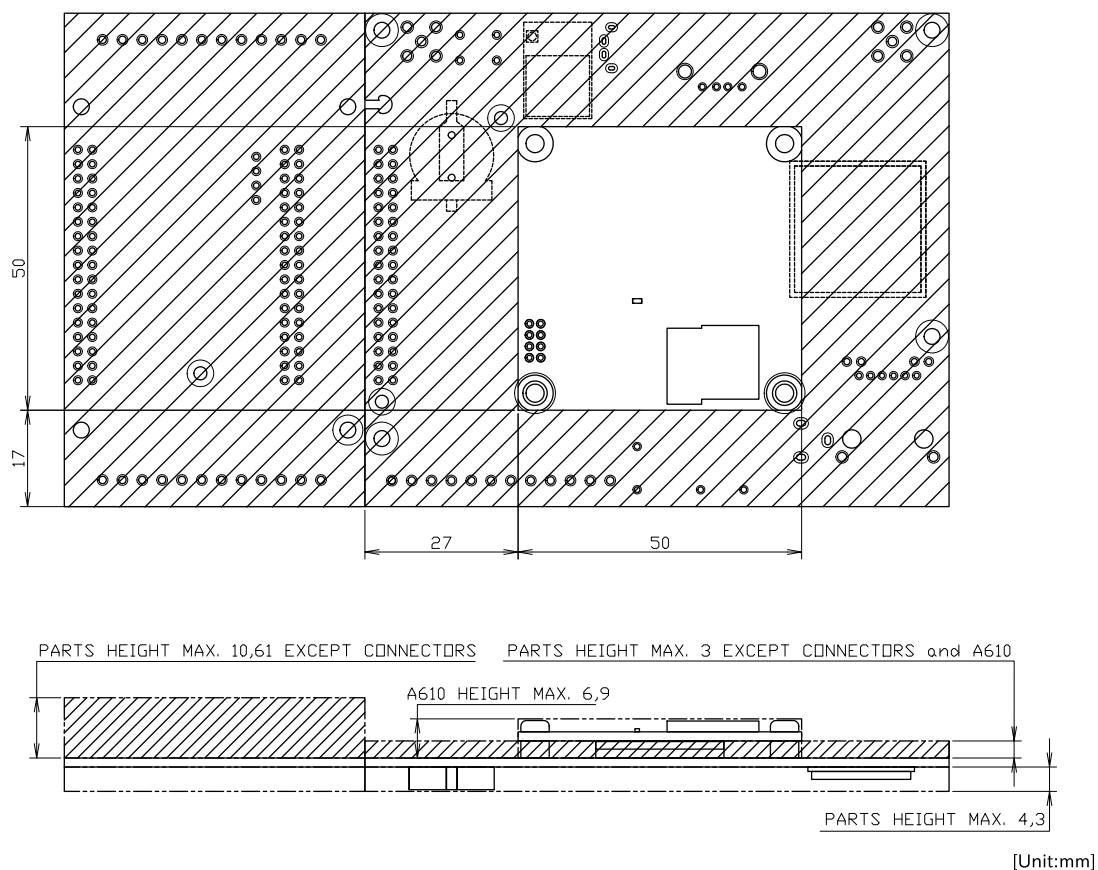 50
17
27
50
PARTS HEIGHT MAX. 10,61 EXCEPT CONNECTORS
PARTS HEIGHT MAX. 3 EXCEPT CONNECTORS and A610
A610 HEIGHT MAX. 6,9
PARTS HEIGHT MAX. 4,3
[Unit:mm]